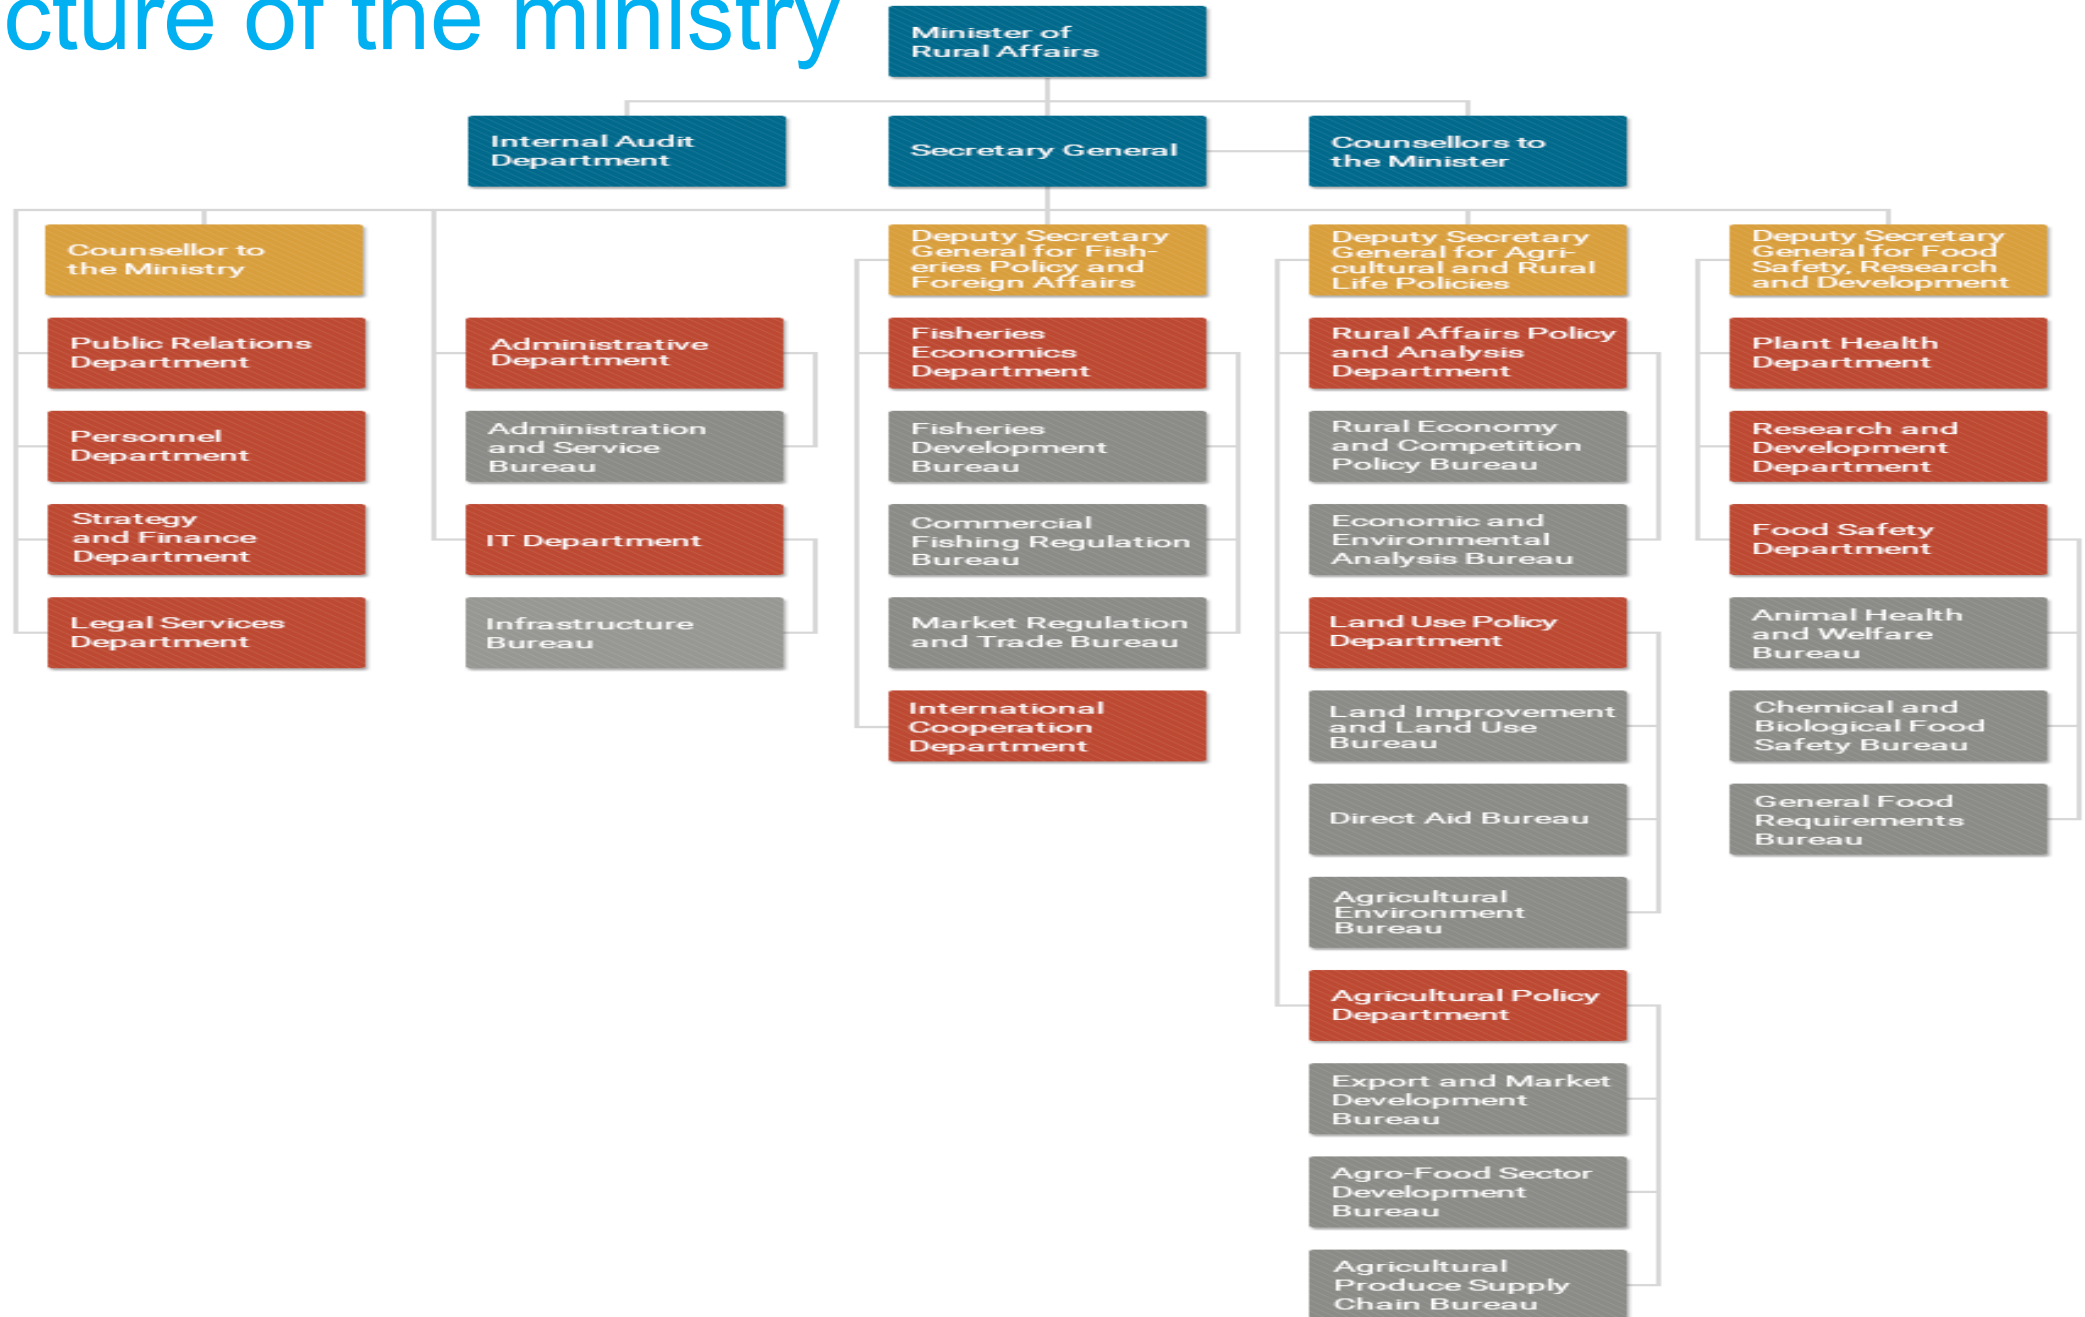 cture of the ministry
Minister of
Rural Affairs
Internal Audit
Department
Secretary General
Counsellors to
the Minister
Counsellor to
the Ministry
Public Relations
Department
Personnel
Department
Strategy
and Finance
Department
Legal Services
Department
Administrative
Department
Administration
and Service
Bureau
IT Department
Infrastructure
Bureau
Deputy Secretary
General for Fish-
eries Policy and
Foreign Affairs
Fisheries
Economics
Department
Fisheries
Development
Bureau
Commercial
Fishing Regulation
Bureau
Market Regulation
and Trade Bureau
International
Cooperation
Department
Deputy Secretary
General for Agri-
cultural and Rural
Life Policies
Rural Affairs Policy
and Analysis
Department
Rural Economy
and Competition
Policy Bureau
Economic and
Environmental
Analysis Bureau
Land Use Policy
Department
Land Improvement
and Land Use
Bureau
Direct Aid Bureau
Agricultural
Environment
Bureau
Agricultural Policy
Department
Export and Market
Development
Bureau
Agro-Food Sector
Development
Bureau
Agricultural
Produce Supply
Chain Bureau
Deputy Secretary
General for Food
Safety, Research
and Development
Plant Health
Department
Research and
Development
Department
Food Safety
Department
Animal Health
and Welfare
Bureau
Chemical and
Biological Food
Safety Bureau
General Food
Requirements
Bureau